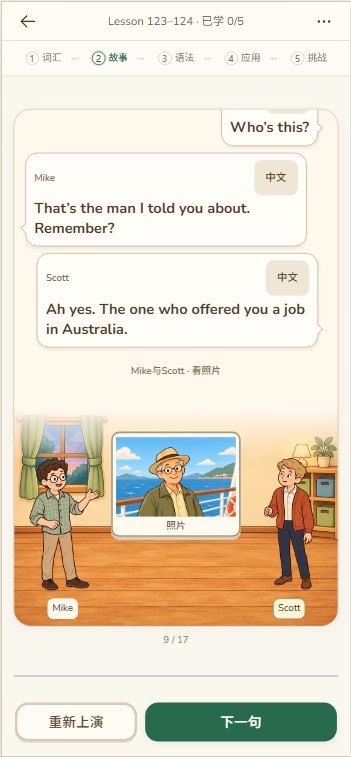 Lesson 123–124 · 已学 0/5
1 词汇 – 2 故事 – 3 语法 – 4 应用 – 5 挑战
Who's this?
Mike
中文
That's the man I told you about.
Remember?
Scott
中文
Ah yes. The one who offered you a job
in Australia.
Mike与Scott · 看照片
照片
Mike
Scott
9 / 17
重新上演
下一句